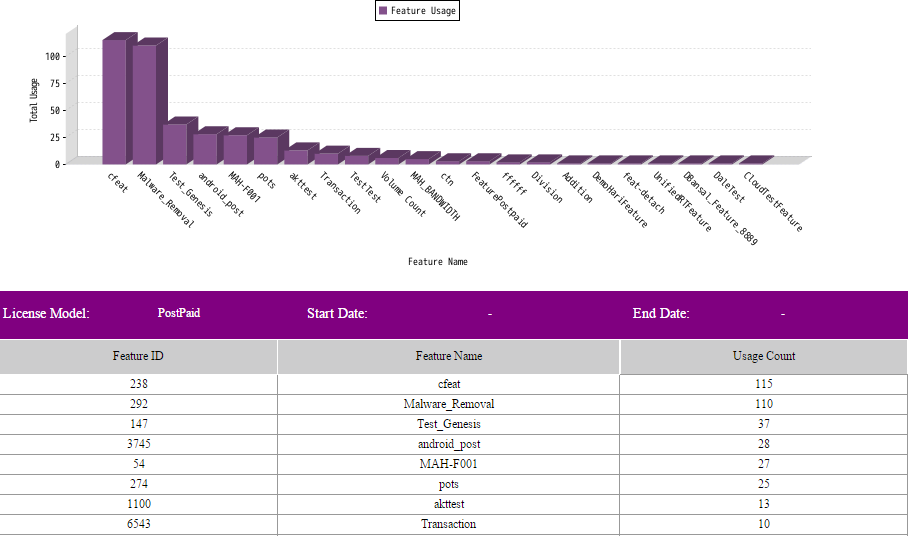 Feature Usage
Total Usage
100
75
50
25
0
cfeat
Malware_Removal
Test_Genesis
android_post
MAH-F001
pots
akttest
Transaction
TestTest
Volume Count
MAH_BANDWIDTH
ctn
FeaturePostpaid
ffffff
Division
Addition
DemoHariFeature
feat-detach
UnifiedRTFeature
DBansal_Feature_8889
DaleTest
CloudTestFeature
Feature Name
License Model: PostPaid Start Date: - End Date: -
Feature ID Feature Name Usage Count
238 cfeat 115
292 Malware_Removal 110
147 Test_Genesis 37
3745 android_post 28
54 MAH-F001 27
274 pots 25
1100 akttest 13
6543 Transaction 10